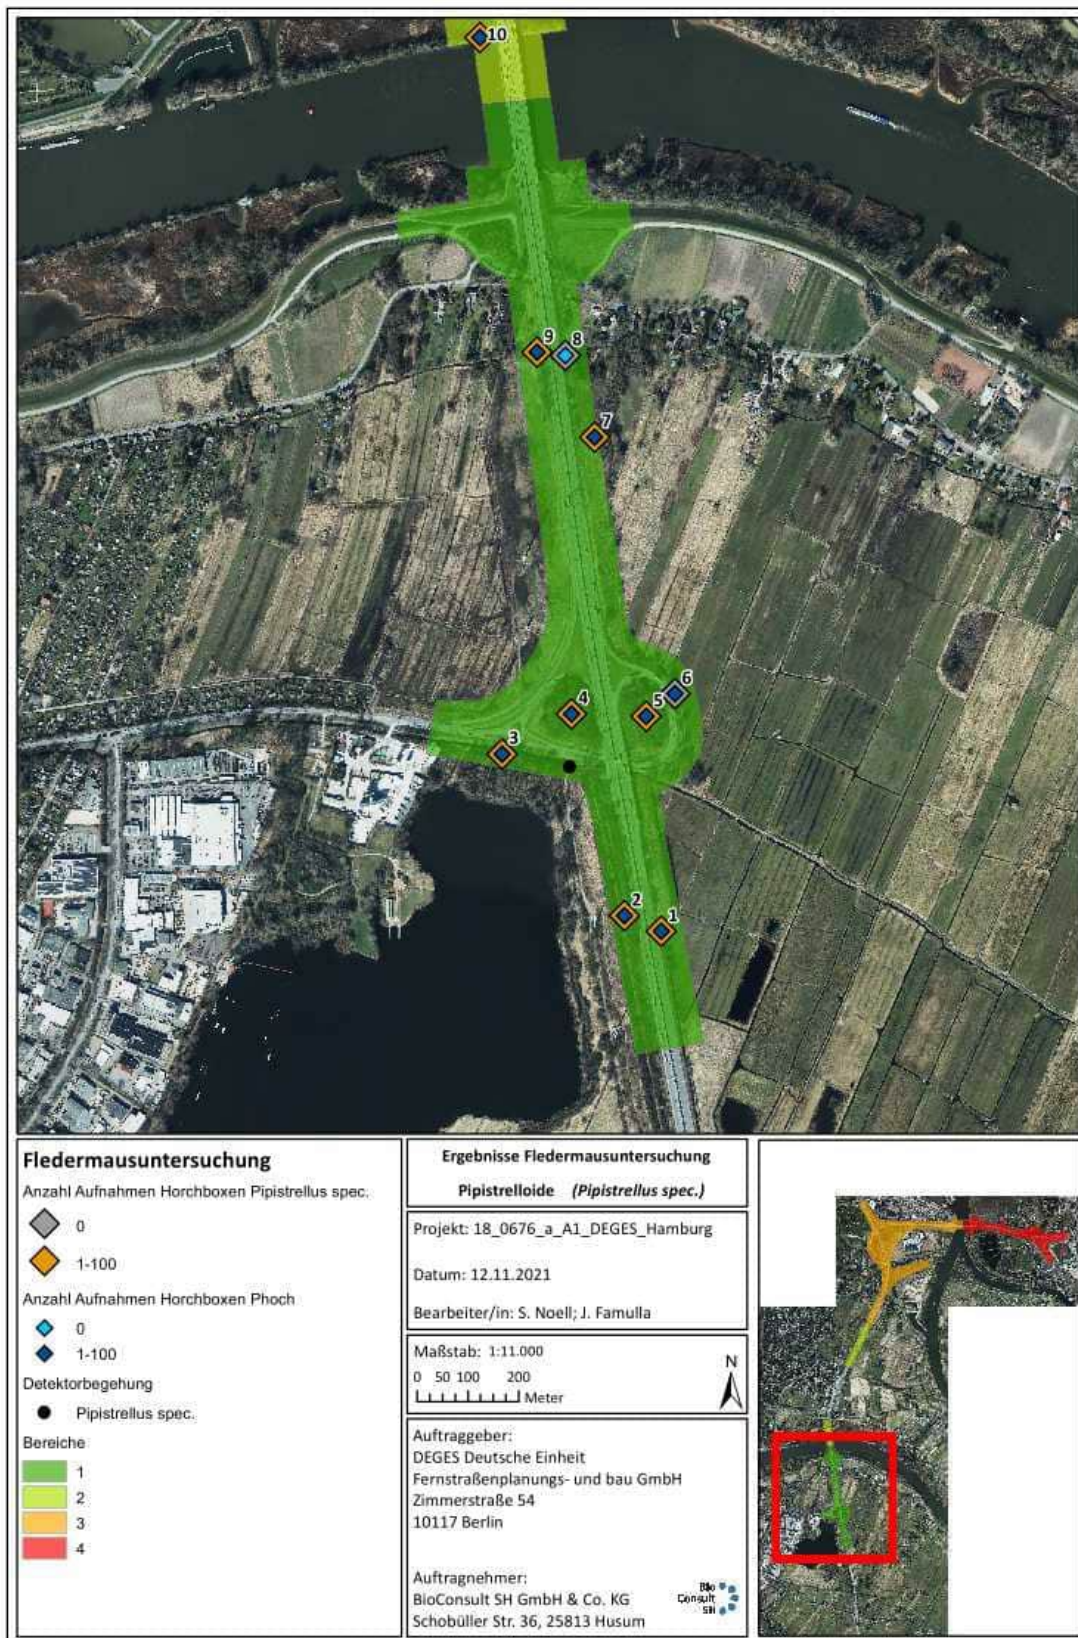 10
9
8
7
6
5
4
3
2
1
Fledermausuntersuchung
Anzahl Aufnahmen Horchboxen Pipistrellus spec.
0
1-100
Anzahl Aufnahmen Horchboxen Phoch
0
1-100
Detektorbegehung
Pipistrellus spec.
Bereiche
1
2
3
4
Ergebnisse Fledermausuntersuchung
Pipistrelloide (Pipistrellus spec.)
Projekt: 18_0676_a_A1_DEGES_Hamburg
Datum: 12.11.2021
Bearbeiter/in: S. Noell; J. Famulla
Maßstab: 1:11.000
N
0 50 100 200
Meter
Auftraggeber:
DEGES Deutsche Einheit
Fernstraßenplanungs- und bau GmbH
Zimmerstraße 54
10117 Berlin
Auftragnehmer:
BioConsult SH GmbH & Co. KG
Schobüller Str. 36, 25813 Husum
Bio
Consult
SH